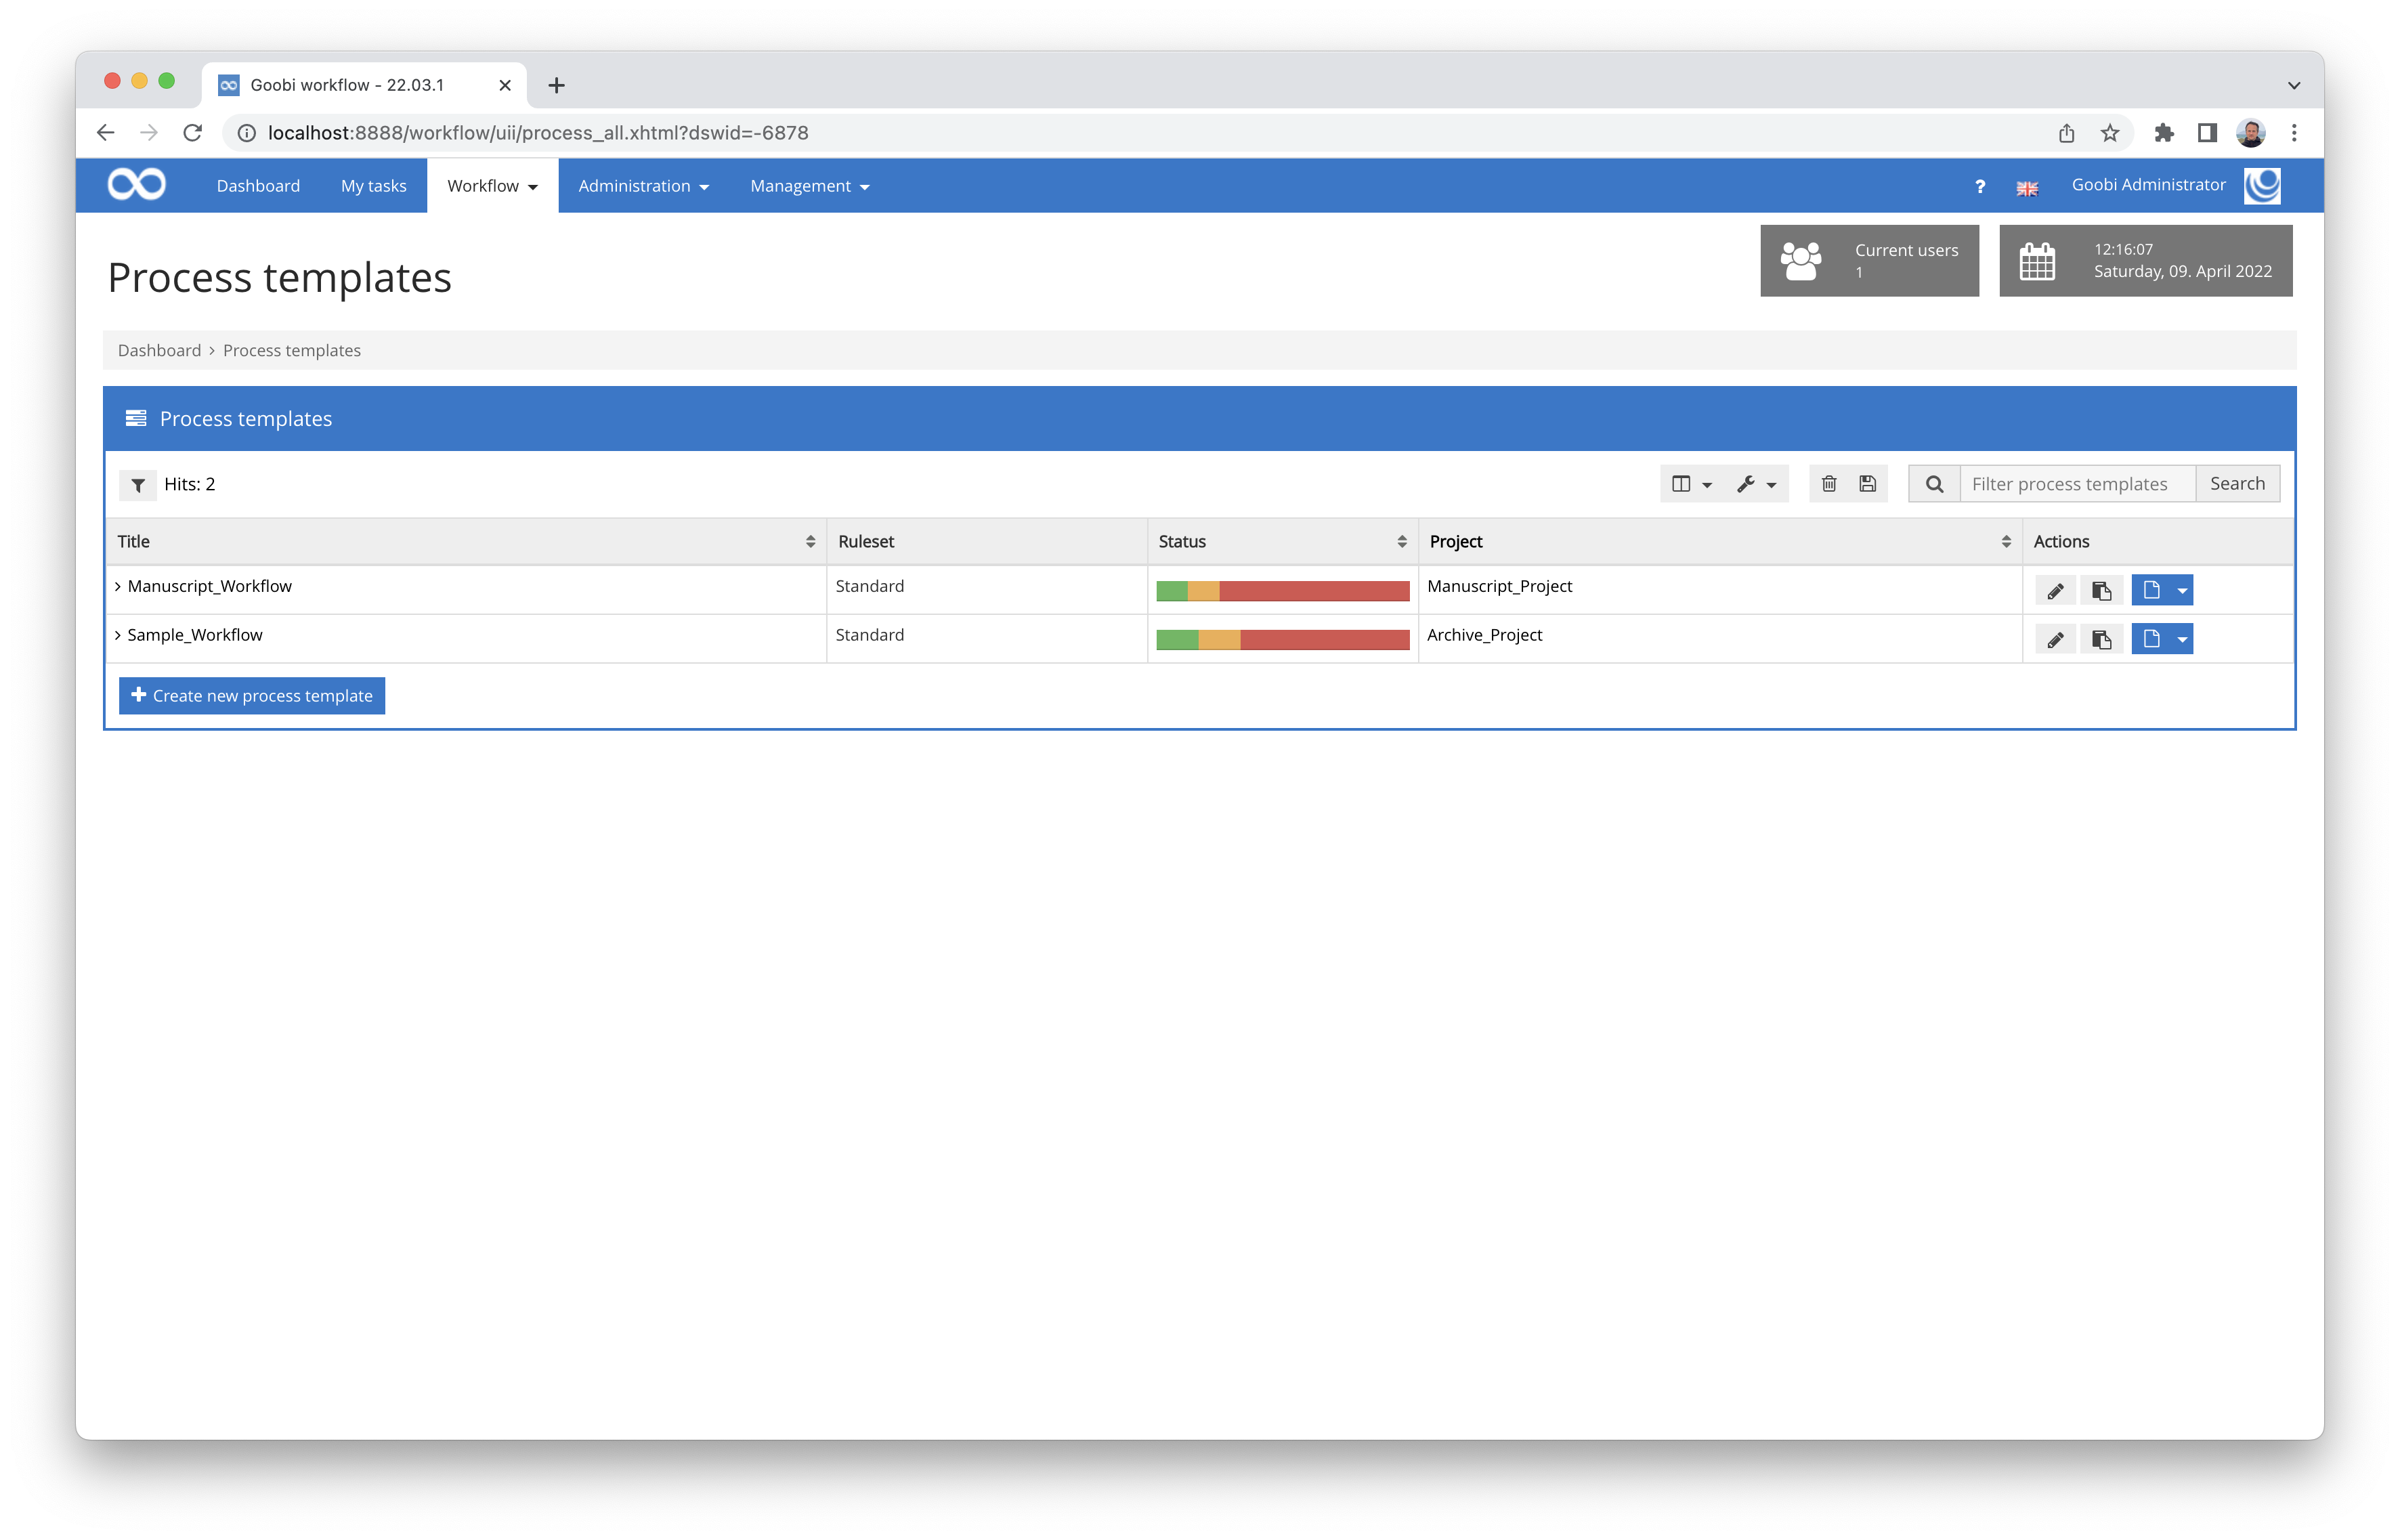 Goobi workflow - 22.03.1
localhost:8888/workflow/uii/process_all.xhtml?dswid=-6878
Dashboard My tasks Workflow Administration Management ? Goobi Administrator
Process templates
Current users
1
12:16:07
Saturday, 09. April 2022
Dashboard > Process templates
Process templates
Hits: 2 Filter process templates Search
Title Ruleset Status Project Actions
> Manuscript_Workflow Standard Manuscript_Project
> Sample_Workflow Standard Archive_Project
+ Create new process template